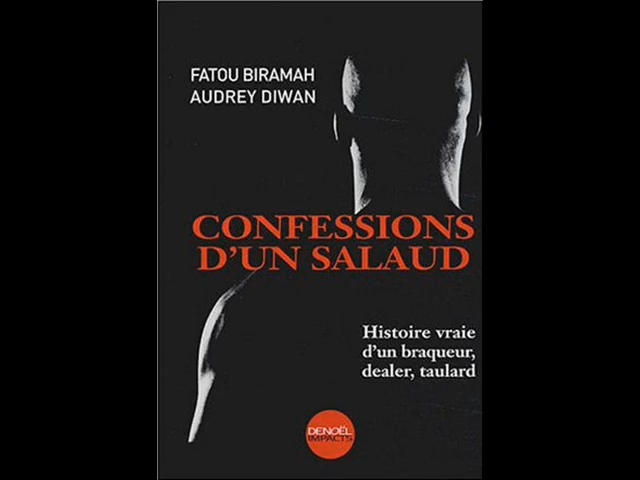 FATOU BIRAMAH
AUDREY DIWAN
CONFESSIONS
D'UN SALAUD
Histoire vraie
d'un braqueur,
dealer, taulard
DENOËL
IMPACTS